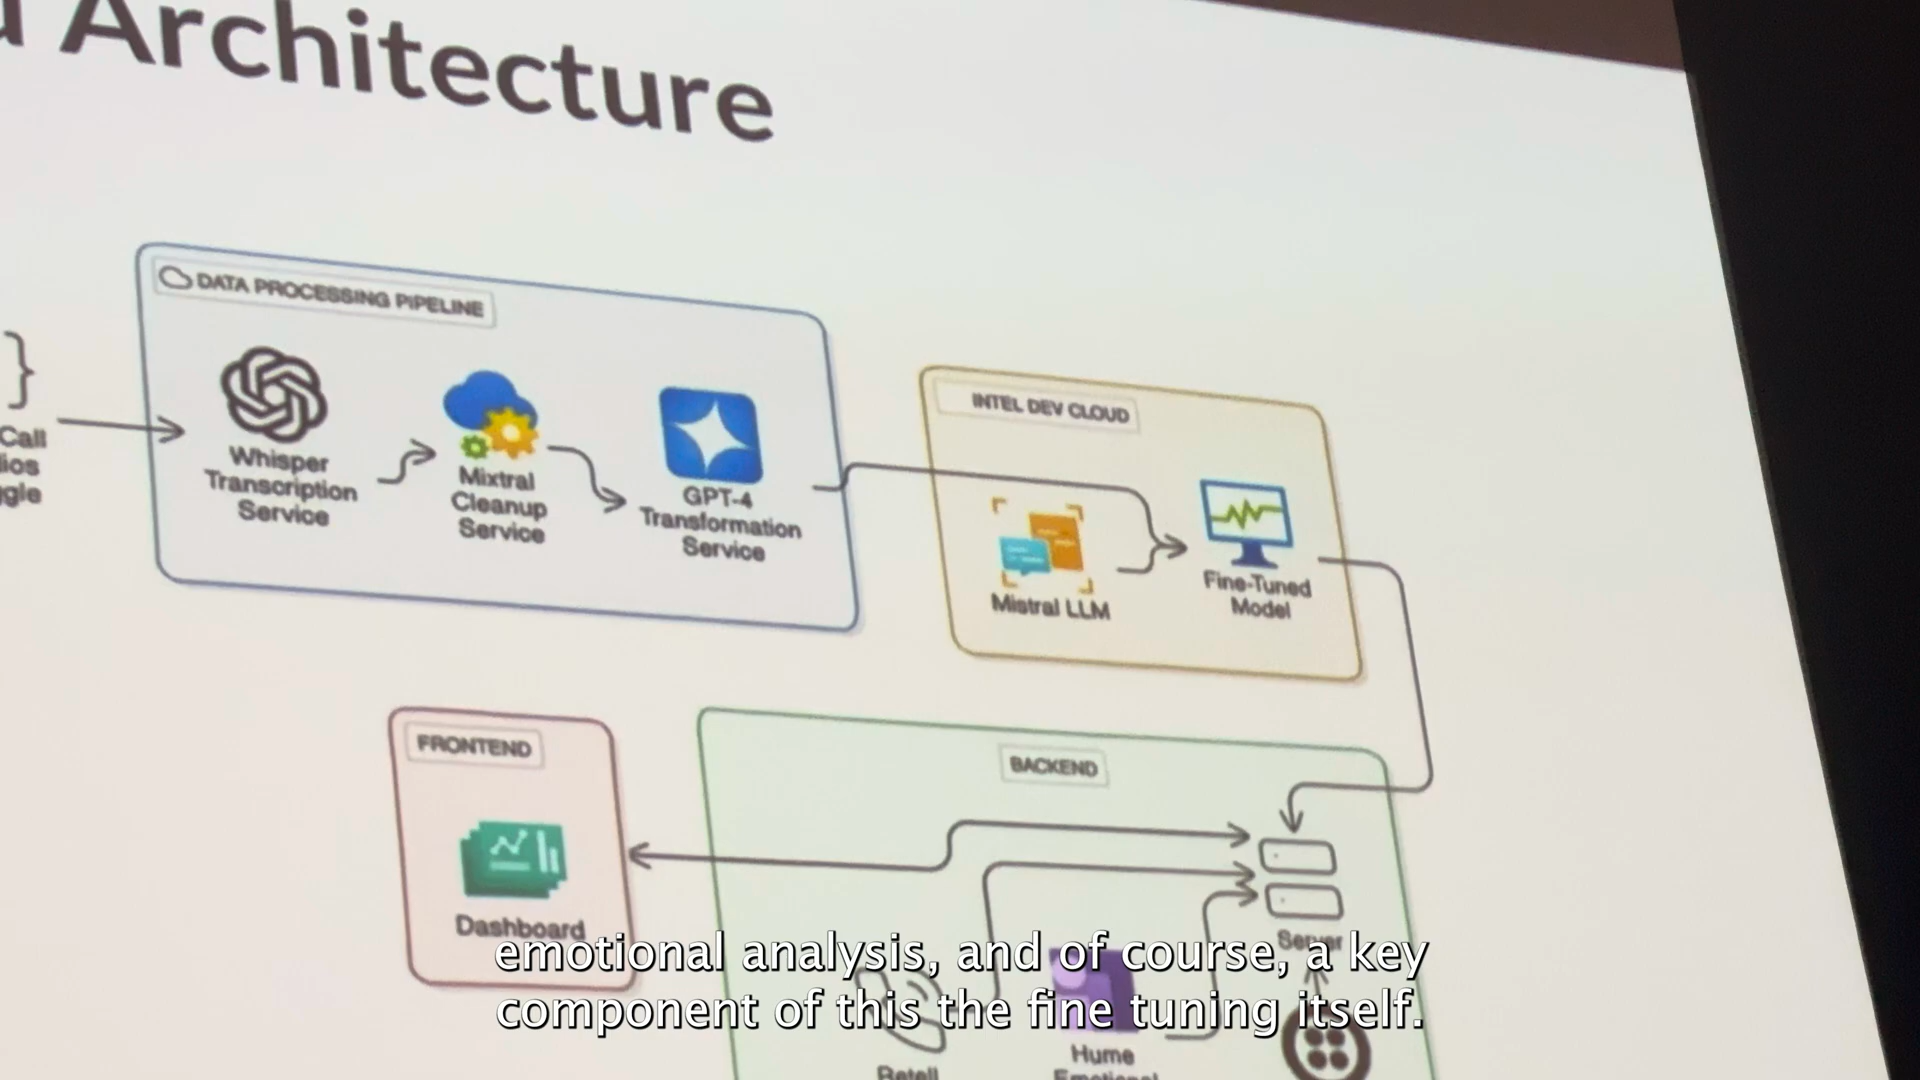 Architecture
DATA PROCESSING PIPELINE
Call
Whisper
Transcription
Service
Mixtral
Cleanup
Service
GPT-4
Transformation
Service
INTEL DEV CLOUD
Mistral LLM
Fine-Tuned
Model
FRONTEND
Dashboard
BACKEND
Server
Retell
Hume
Emotional
emotional analysis, and of course, a key
component of this the fine tuning itself.